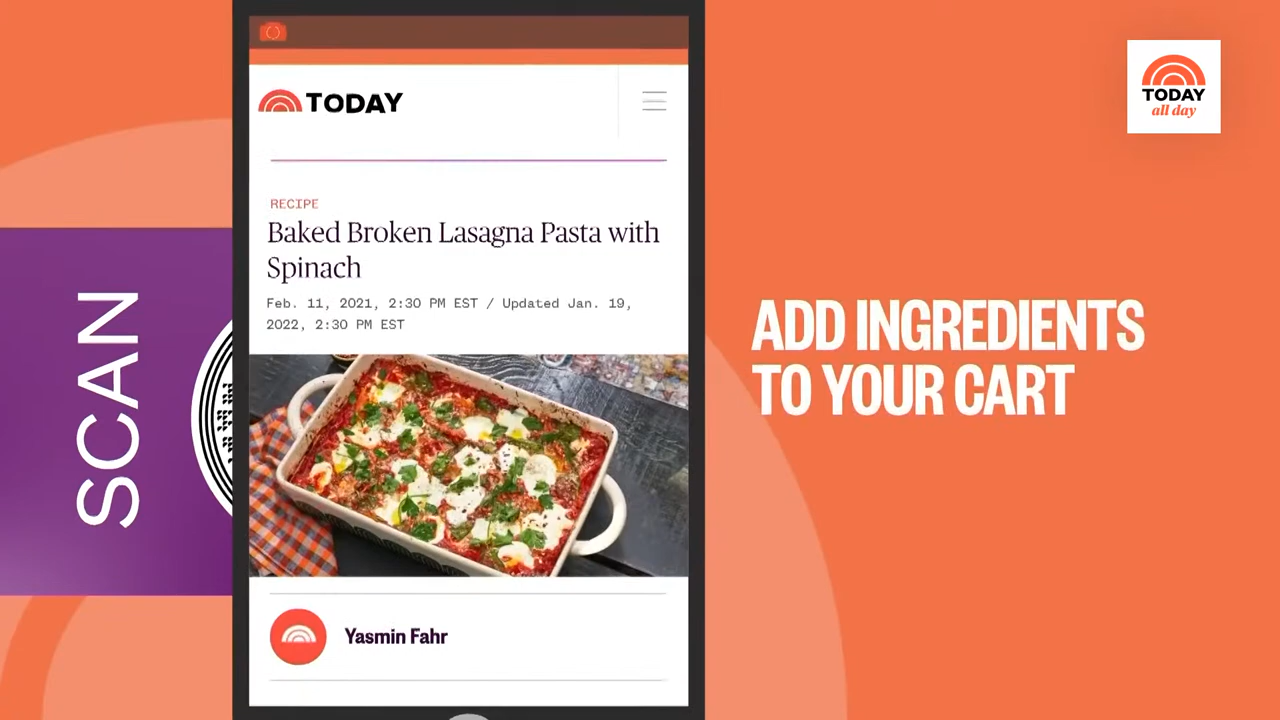 SCAN
TODAY
RECIPE
Baked Broken Lasagna Pasta with
Spinach
Feb. 11, 2021, 2:30 PM EST / Updated Jan. 19,
2022, 2:30 PM EST
Yasmin Fahr
ADD INGREDIENTS
TO YOUR CART
TODAY
all day